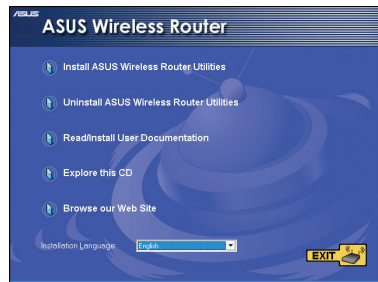 ASUS
ASUS Wireless Router
Install ASUS Wireless Router Utilities
Uninstall ASUS Wireless Router Utilities
Read/Install User Documentation
Explore this CD
Browse our Web Site
Installation Language:
English
EXIT